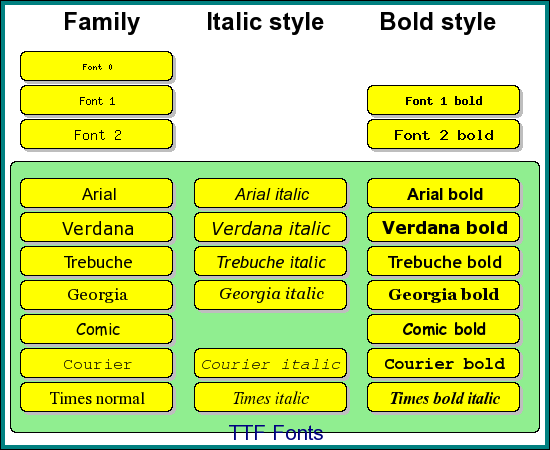 Family Italic style Bold style
Font 0
Font 1 Font 1 bold
Font 2 Font 2 bold
Arial Arial italic Arial bold
Verdana Verdana italic Verdana bold
Trebuche Trebuche italic Trebuche bold
Georgia Georgia italic Georgia bold
Comic Comic bold
Courier Courier italic Courier bold
Times normal Times italic Times bold italic
TTF Fonts